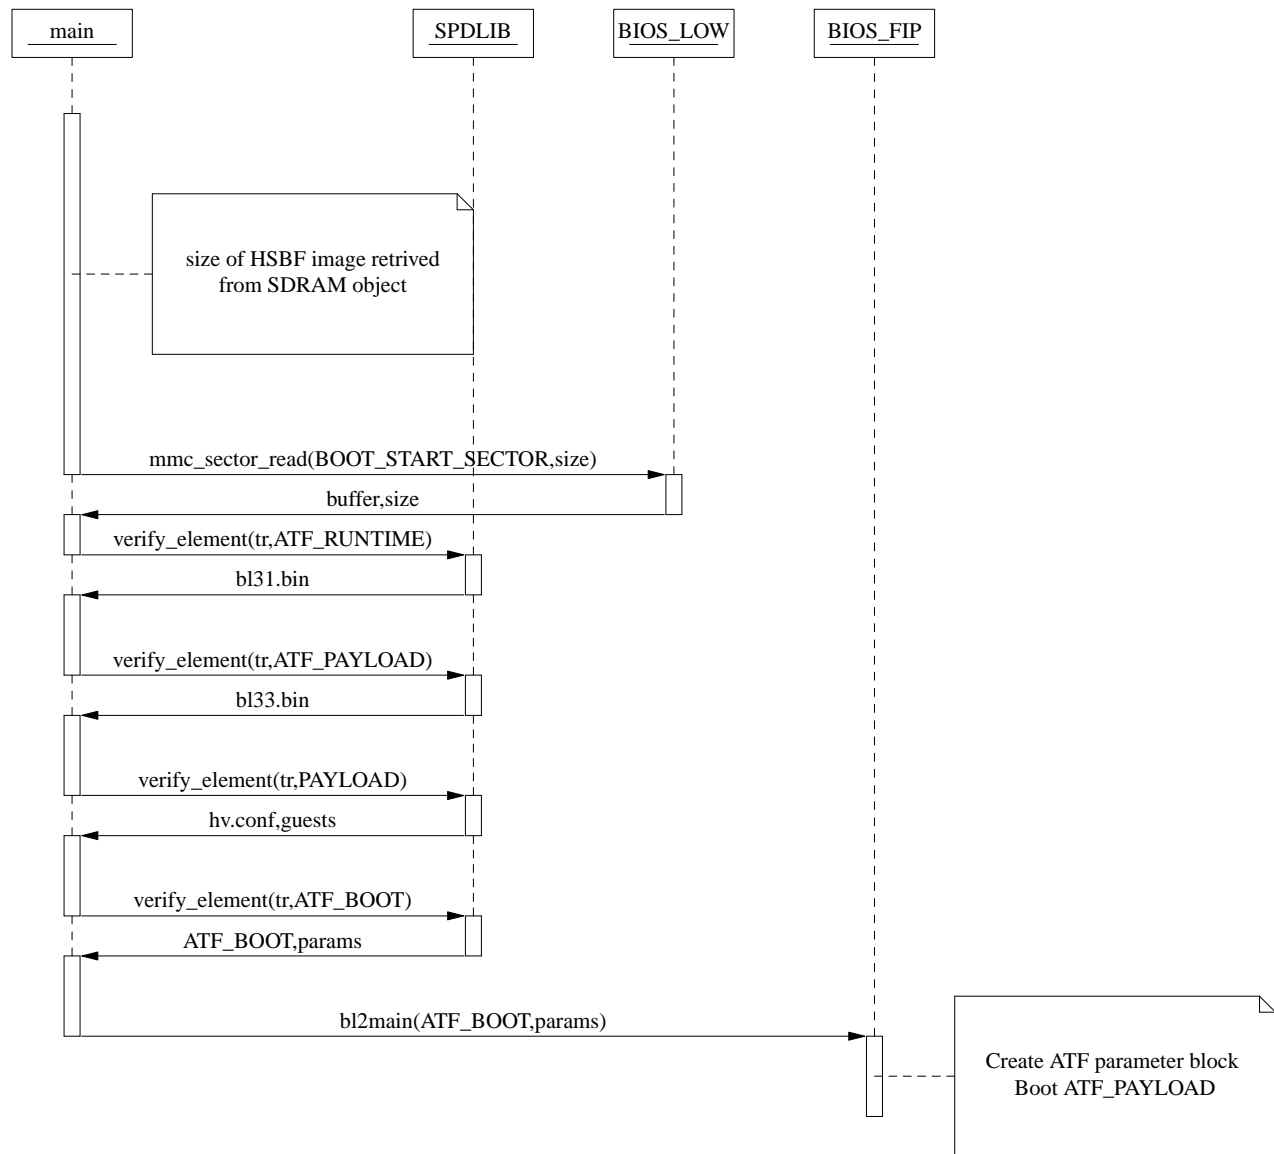 main
SPDLIB
BIOS_LOW
BIOS_FIP
size of HSBF image retrived
from SDRAM object
mmc_sector_read(BOOT_START_SECTOR,size)
buffer,size
verify_element(tr,ATF_RUNTIME)
bl31.bin
verify_element(tr,ATF_PAYLOAD)
bl33.bin
verify_element(tr,PAYLOAD)
hv.conf,guests
verify_element(tr,ATF_BOOT)
ATF_BOOT,params
bl2main(ATF_BOOT,params)
Create ATF parameter block
Boot ATF_PAYLOAD